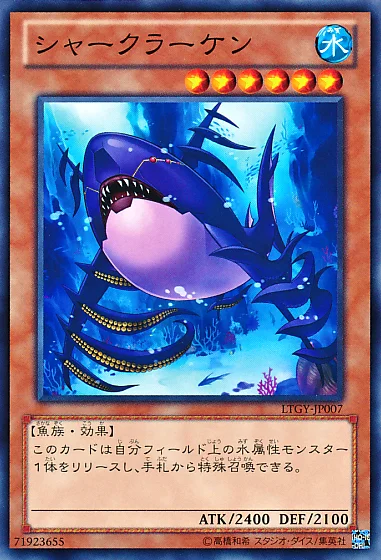 シャークラーケン
水
LTGY-JP007
【魚族・効果】
このカードは自分フィールド上の水属性モンスター
1体をリリースし、手札から特殊召喚できる。
ATK/2400 DEF/2100
71923655
©高橋和希 スタジオ・ダイス/集英社